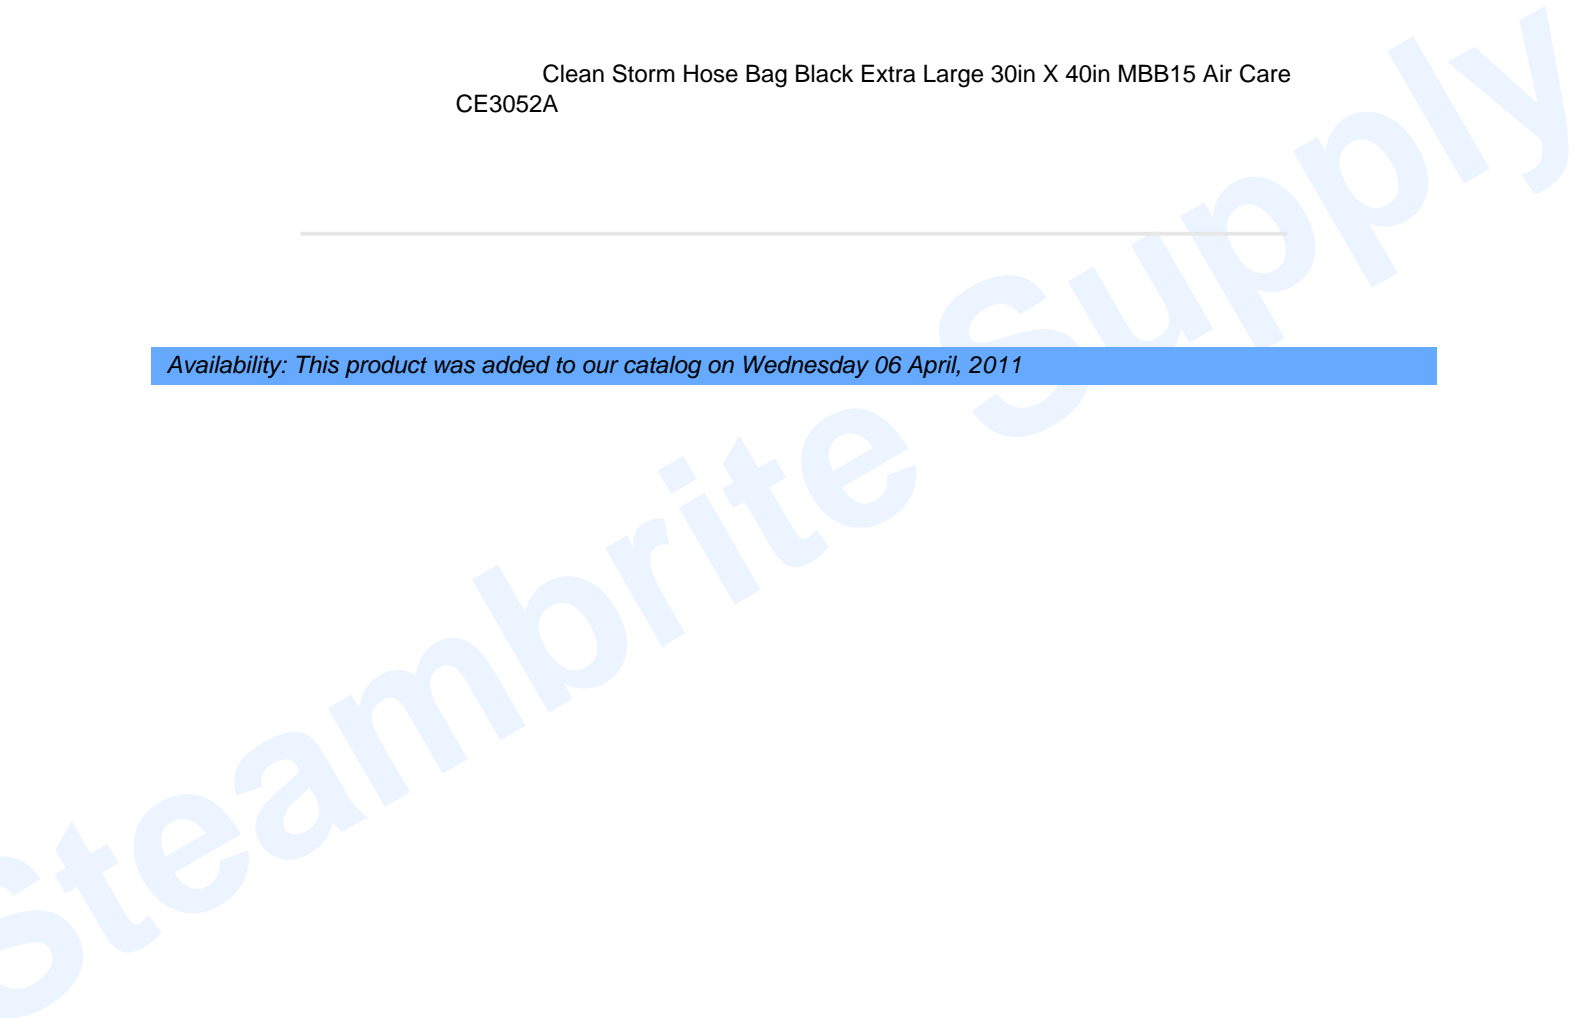 Clean Storm Hose Bag Black Extra Large 30in X 40in MBB15 Air Care
CE3052A
Availability: This product was added to our catalog on Wednesday 06 April, 2011
Steambrite Supply